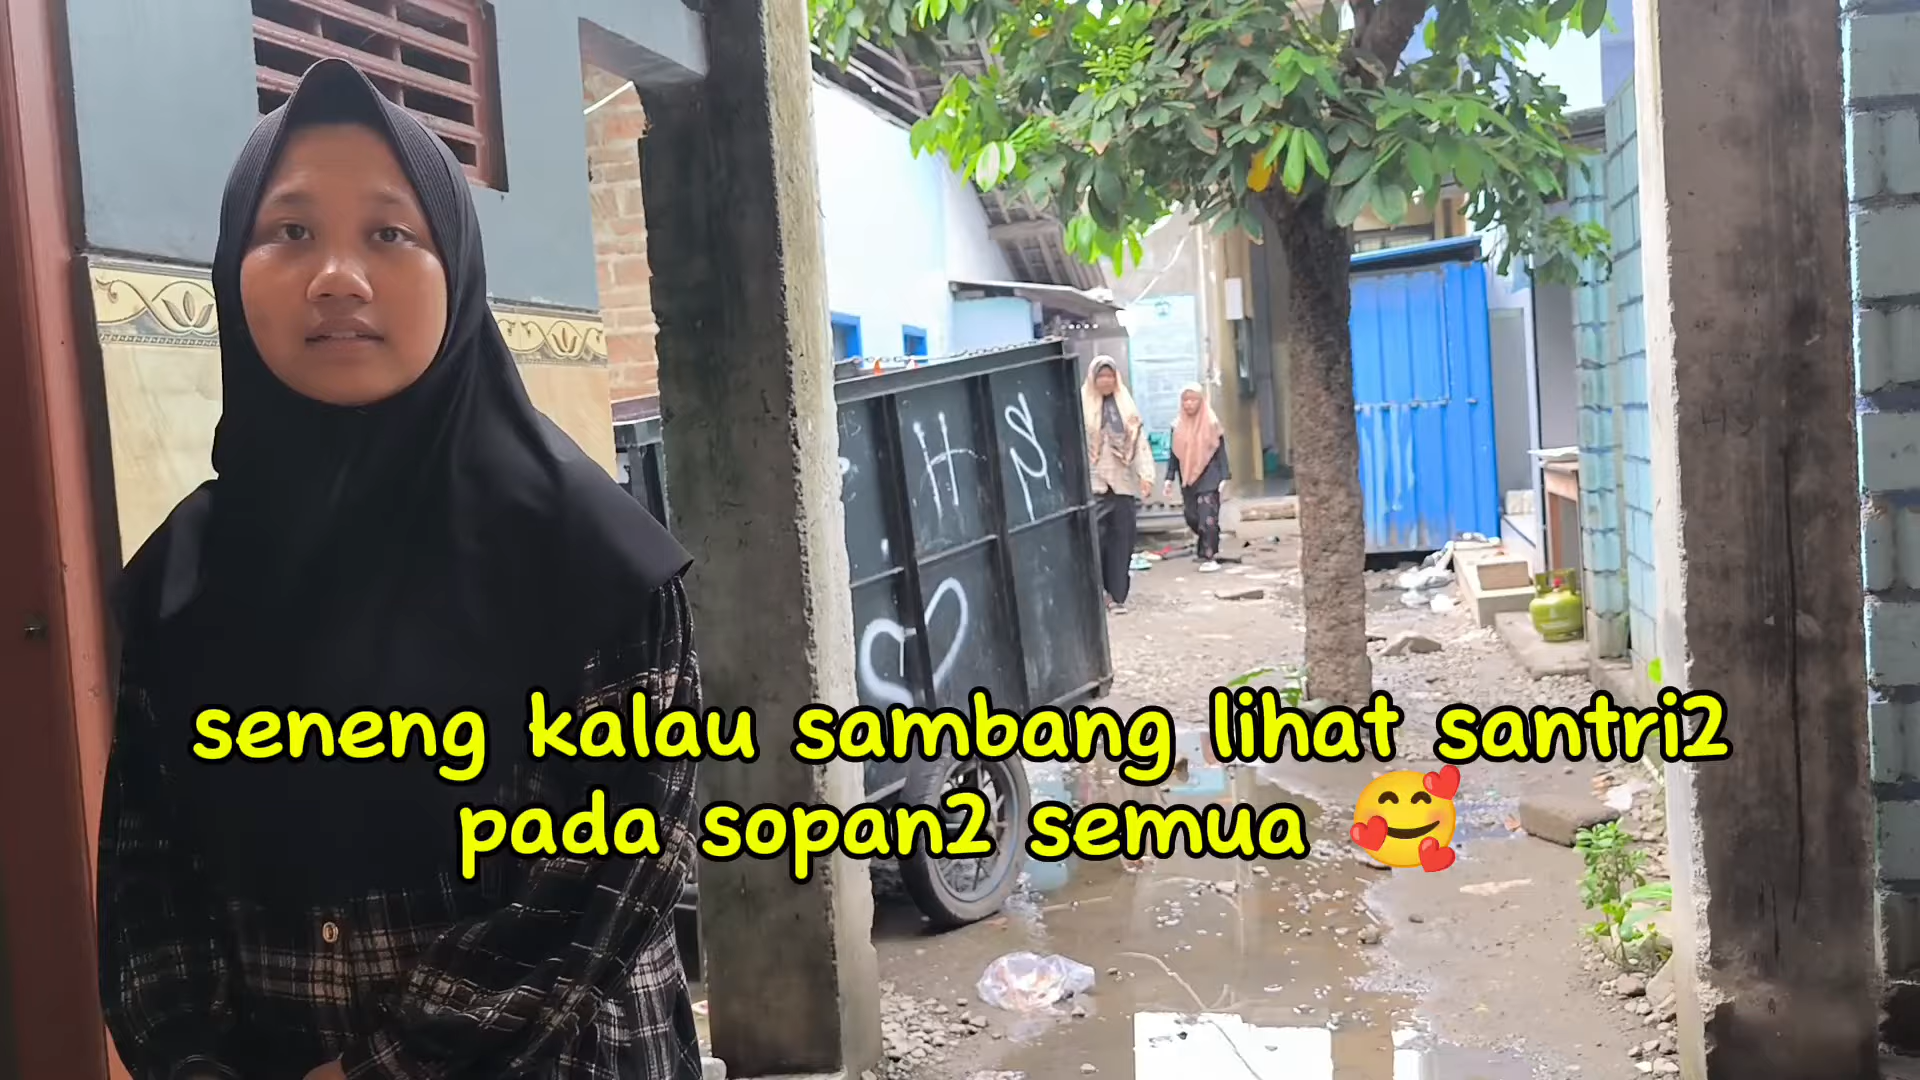 H S
seneng kalau sambang lihat santri2
pada sopan2 semua 🥰